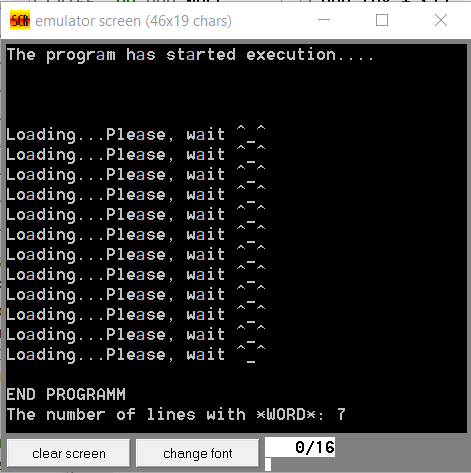 SCR emulator screen (46x19 chars)
The program has started execution....
Loading...Please, wait ^_^
Loading...Please, wait ^_^
Loading...Please, wait ^_^
Loading...Please, wait ^_^
Loading...Please, wait ^_^
Loading...Please, wait ^_^
Loading...Please, wait ^_^
Loading...Please, wait ^_^
Loading...Please, wait ^_^
Loading...Please, wait ^_^
Loading...Please, wait ^_^
Loading...Please, wait ^_^
END PROGRAMM
The number of lines with *WORD*: 7
clear screen change font 0/16